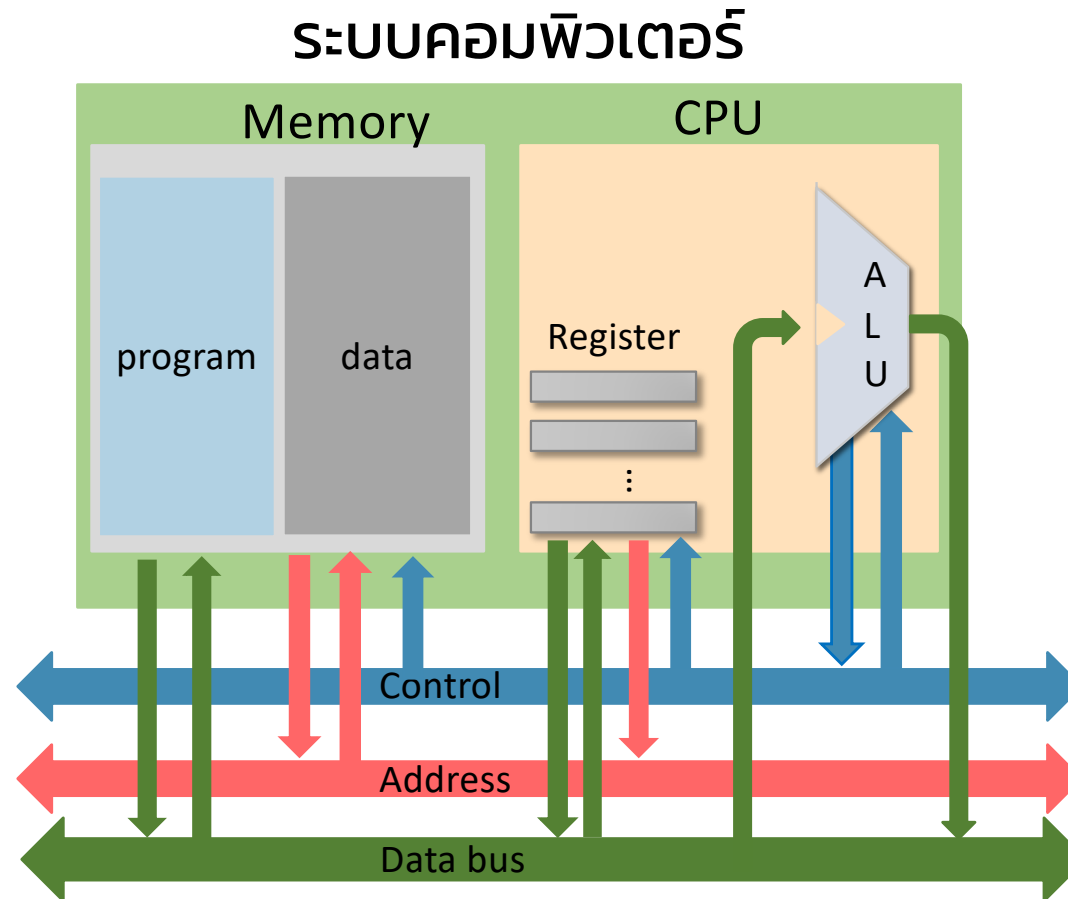 ระบบคอมพิวเตอร์
Memory
CPU
program
data
Register
⋮
A
L
U
Control
Address
Data bus